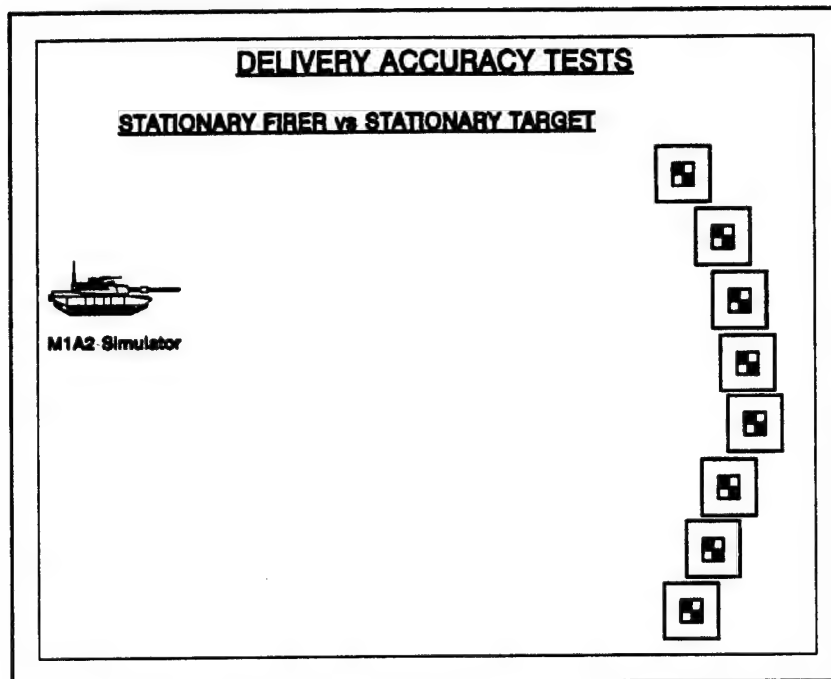 DELIVERY ACCURACY TESTS
STATIONARY FIRER vs STATIONARY TARGET
M1A2 Simulator